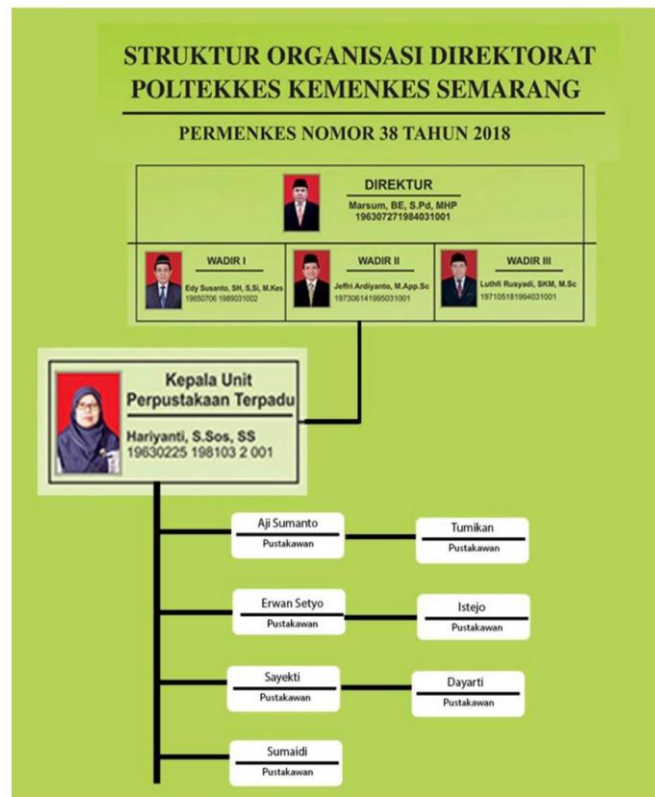 STRUKTUR ORGANISASI DIREKTORAT
POLTEKKES KEMENKES SEMARANG
PERMENKES NOMOR 38 TAHUN 2018
DIREKTUR
Marsum, BE, S.Pd, MHP
196307271984031001
WADIR I
Edy Susanto, SH, S,Si, M.Kes
19650706 1989031002
WADIR II
Jeffri Ardiyanto, M.App.Sc
197306141995031001
WADIR III
Luthfi Rusyadi, SKM, M.Sc
197105181994031001
Kepala Unit
Perpustakaan Terpadu
Hariyanti, S.Sos, SS
19630225 198103 2 001
Aji Sumanto
Pustakawan
Tumikan
Pustakawan
Erwan Setyo
Pustakawan
Istejo
Pustakawan
Sayekti
Pustakawan
Dayarti
Pustakawan
Sumaidi
Pustakawan